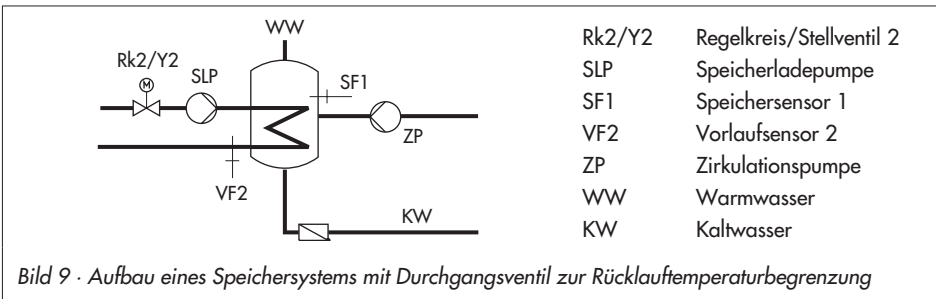 WW
Rk2/Y2
M
SLP
SF1
ZP
VF2
KW
Rk2/Y2 Regelkreis/Stellventil 2
SLP Speicherladepumpe
SF1 Speichersensor 1
VF2 Vorlaufsensor 2
ZP Zirkulationspumpe
WW Warmwasser
KW Kaltwasser
Bild 9 · Aufbau eines Speichersystems mit Durchgangsventil zur Rücklauftemperaturbegrenzung